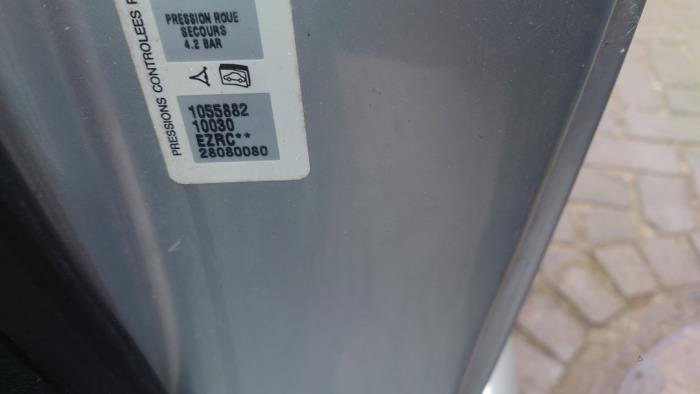 PRESSION ROUE
SECOURS
4.2 BAR
PRESSIONS CONTROLEES
1055882
10030
EZRC**
28080080